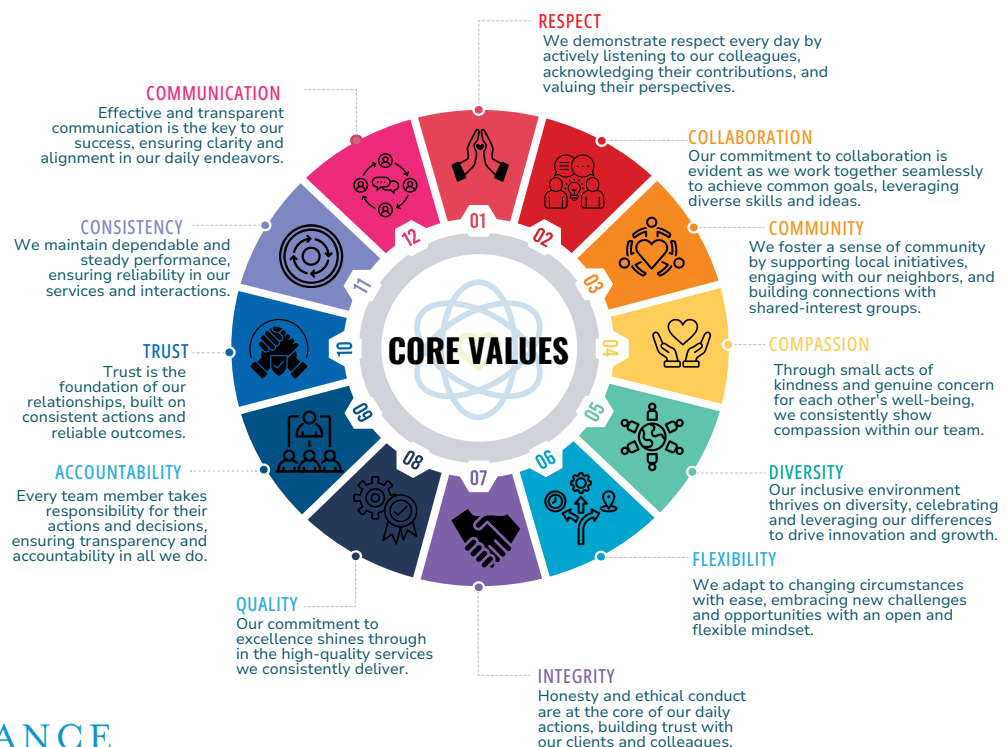 RESPECT
We demonstrate respect every day by
actively listening to our colleagues,
acknowledging their contributions, and
valuing their perspectives.
COLLABORATION
Our commitment to collaboration is
evident as we work together seamlessly
to achieve common goals, leveraging
diverse skills and ideas.
COMMUNITY
We foster a sense of community
by supporting local initiatives,
engaging with our neighbors, and
building connections with
shared-interest groups.
COMPASSION
Through small acts of
kindness and genuine concern
for each other's well-being,
we consistently show
compassion within our team.
DIVERSITY
Our inclusive environment
thrives on diversity, celebrating
and leveraging our differences
to drive innovation and growth.
FLEXIBILITY
We adapt to changing circumstances
with ease, embracing new challenges
and opportunities with an open and
flexible mindset.
INTEGRITY
Honesty and ethical conduct
are at the core of our daily
actions, building trust with
our clients and colleagues.
QUALITY
Our commitment to
excellence shines through
in the high-quality services
we consistently deliver.
ACCOUNTABILITY
Every team member takes
responsibility for their
actions and decisions,
ensuring transparency and
accountability in all we do.
TRUST
Trust is the
foundation of our
relationships, built on
consistent actions and
reliable outcomes.
CONSISTENCY
We maintain dependable and
steady performance,
ensuring reliability in our
services and interactions.
COMMUNICATION
Effective and transparent
communication is the key to our
success, ensuring clarity and
alignment in our daily endeavors.
01
02
03
04
05
06
07
08
09
10
11
12
CORE VALUES
ANCE